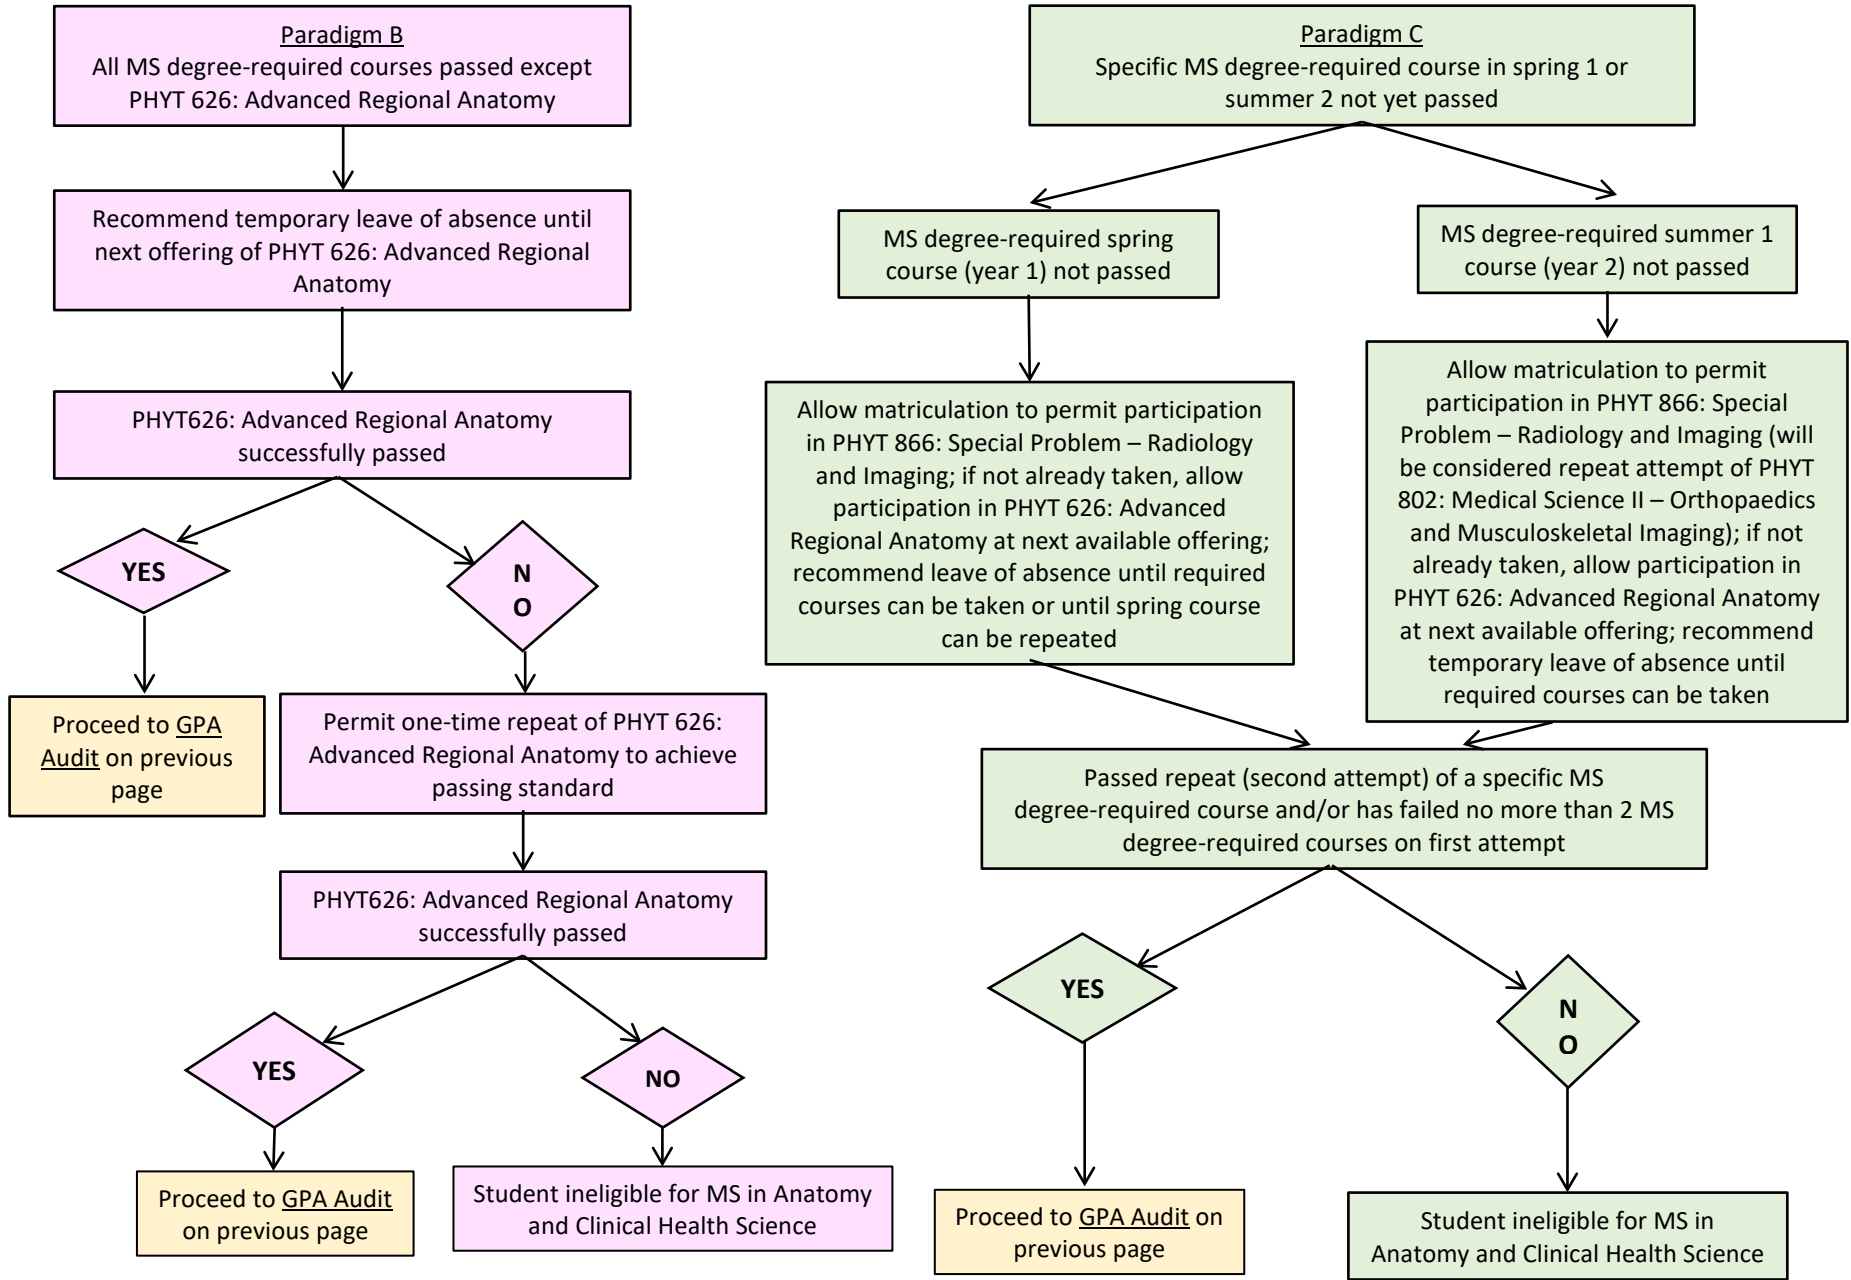 Paradigm B
All MS degree-required courses passed except
PHYT 626: Advanced Regional Anatomy
Recommend temporary leave of absence until
next offering of PHYT 626: Advanced Regional
Anatomy
PHYT626: Advanced Regional Anatomy
successfully passed
YES
N
O
Proceed to GPA
Audit on previous
page
Permit one-time repeat of PHYT 626:
Advanced Regional Anatomy to achieve
passing standard
PHYT626: Advanced Regional Anatomy
successfully passed
YES
NO
Proceed to GPA Audit
on previous page
Student ineligible for MS in Anatomy
and Clinical Health Science
Paradigm C
Specific MS degree-required course in spring 1 or
summer 2 not yet passed
MS degree-required spring
course (year 1) not passed
MS degree-required summer 1
course (year 2) not passed
Allow matriculation to permit participation
in PHYT 866: Special Problem – Radiology
and Imaging; if not already taken, allow
participation in PHYT 626: Advanced
Regional Anatomy at next available offering;
recommend leave of absence until required
courses can be taken or until spring course
can be repeated
Allow matriculation to permit
participation in PHYT 866: Special
Problem – Radiology and Imaging (will
be considered repeat attempt of PHYT
802: Medical Science II – Orthopaedics
and Musculoskeletal Imaging); if not
already taken, allow participation in
PHYT 626: Advanced Regional Anatomy
at next available offering; recommend
temporary leave of absence until
required courses can be taken
Passed repeat (second attempt) of a specific MS
degree-required course and/or has failed no more than 2 MS
degree-required courses on first attempt
YES
N
O
Proceed to GPA Audit on
previous page
Student ineligible for MS in
Anatomy and Clinical Health Science